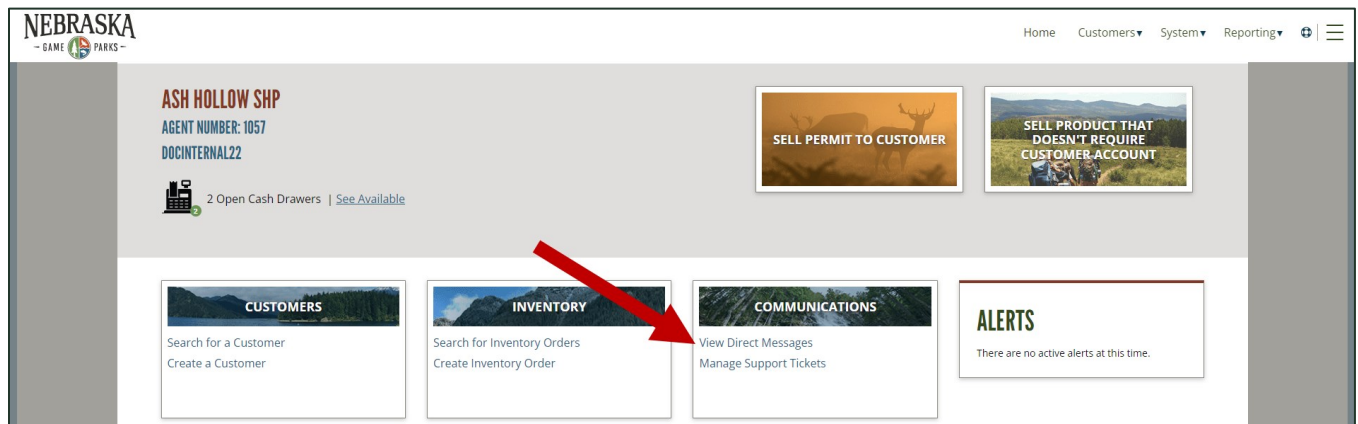 NEBRASKA
- GAME PARKS -
Home Customers▾ System▾ Reporting▾
ASH HOLLOW SHP
AGENT NUMBER: 1057
DOCINTERNAL22
2
2 Open Cash Drawers | See Available
SELL PERMIT TO CUSTOMER
SELL PRODUCT THAT
DOESN'T REQUIRE
CUSTOMER ACCOUNT
CUSTOMERS
Search for a Customer
Create a Customer
INVENTORY
Search for Inventory Orders
Create Inventory Order
COMMUNICATIONS
View Direct Messages
Manage Support Tickets
ALERTS
There are no active alerts at this time.